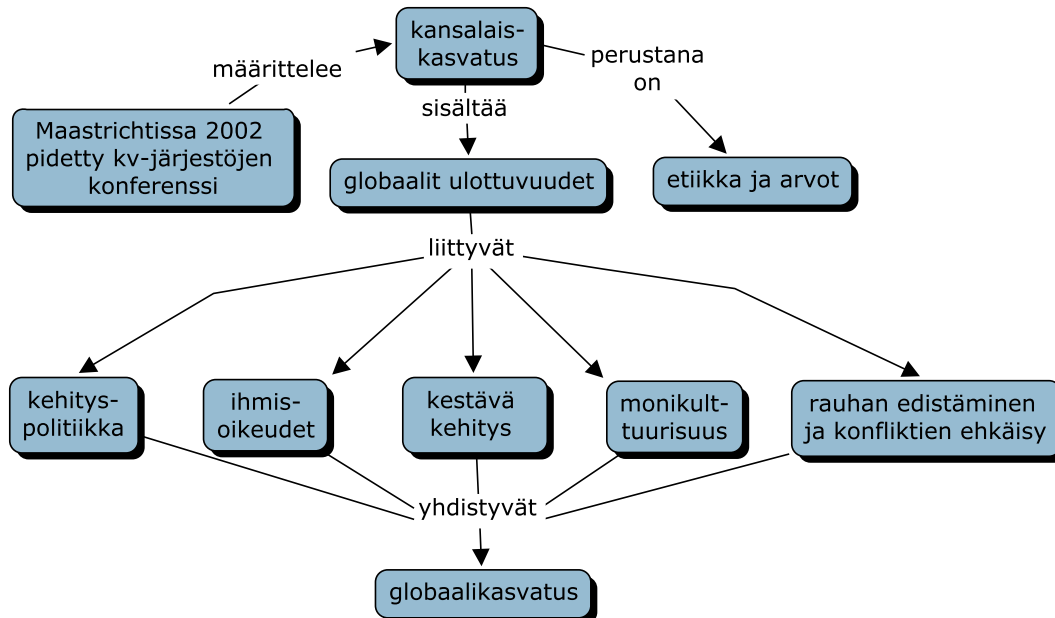 kansalais-
kasvatus
määrittelee
perustana
on
sisältää
Maastrichtissa 2002
pidetty kv-järjestöjen
konferenssi
globaalit ulottuvuudet
etiikka ja arvot
liittyvät
kehitys-
politiikka
ihmis-
oikeudet
kestävä
kehitys
monikult-
tuurisuus
rauhan edistäminen
ja konfliktien ehkäisy
yhdistyvät
globaalikasvatus